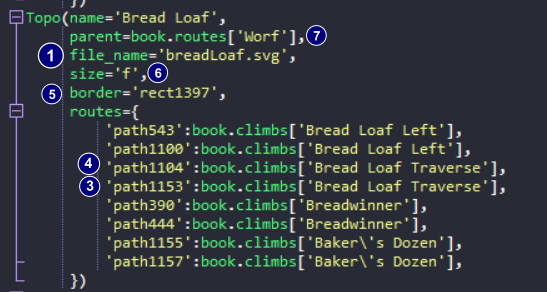 })
Topo(name='Bread Loaf',
parent=book.routes['Worf'], 7
1 file_name='breadLoaf.svg',
size='f', 6
5 border='rect1397',
routes={
'path543':book.climbs['Bread Loaf Left'],
'path1100':book.climbs['Bread Loaf Left'],
4 'path1104':book.climbs['Bread Loaf Traverse'],
3 'path1153':book.climbs['Bread Loaf Traverse'],
'path390':book.climbs['Breadwinner'],
'path444':book.climbs['Breadwinner'],
'path1155':book.climbs['Baker\'s Dozen'],
'path1157':book.climbs['Baker\'s Dozen'],
})